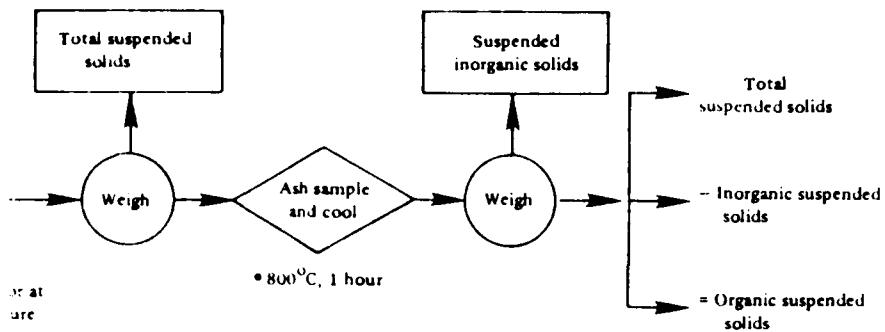 Total suspended
solids
Suspended
inorganic solids
Total
suspended solids
Weigh
Ash sample
and cool
Weigh
− Inorganic suspended
solids
• 800°C, 1 hour
at
= Organic suspended
solids